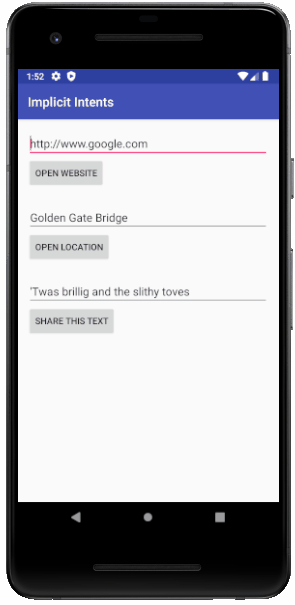 1:52
Implicit Intents
http://www.google.com
OPEN WEBSITE
Golden Gate Bridge
OPEN LOCATION
'Twas brillig and the slithy toves
SHARE THIS TEXT